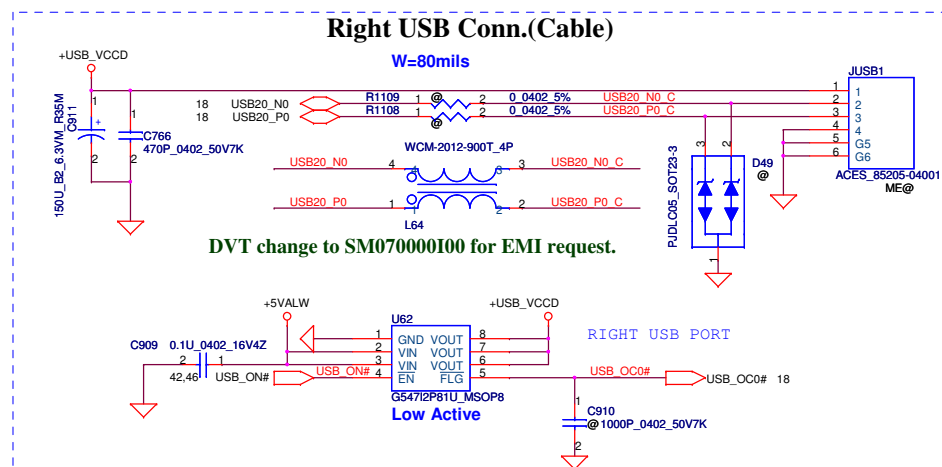 Right USB Conn.(Cable)
+USB_VCCD
W=80mils
JUSB1
18 USB20_N0 R1109 1 @ 2 0_0402_5% USB20_N0_C
18 USB20_P0 R1108 1 @ 2 0_0402_5% USB20_P0_C
1 1
2 2
3 3
4 4
5 G5
6 G6
ACES_85205-04001
ME@
C911
150U_B2_6.3VM_R35M
1
+
2
1
C766
470P_0402_50V7K
2
WCM-2012-900T_4P
USB20_N0 4 4 3 3 USB20_N0_C
USB20_P0 1 1 2 2 USB20_P0_C
L64
3 2
D49
@
PJDLC05_SOT23-3
1
DVT change to SM070000I00 for EMI request.
+5VALW
U62
+USB_VCCD
RIGHT USB PORT
C909 0.1U_0402_16V4Z
2 1
1 GND VOUT 8
2 VIN VOUT 7
3 VIN VOUT 6
42,46 USB_ON# USB_ON# 4 EN FLG 5 USB_OC0# USB_OC0# 18
G547I2P81U_MSOP8
Low Active
1
C910
@ 1000P_0402_50V7K
2